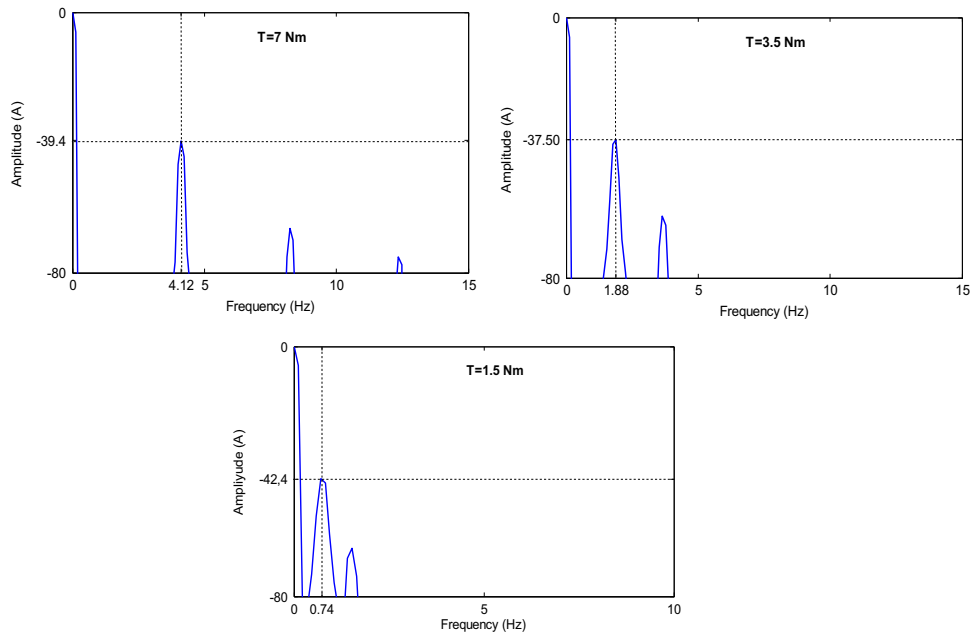 T=7 Nm
Amplitude (A)
0
-39.4
-80
4.12 5 10 15
Frequency (Hz)
T=3.5 Nm
Amplitude (A)
0
-37.50
-80
0 1.88 5 10 15
Frequency (Hz)
T=1.5 Nm
Ampliyude (A)
0
-42,4
-80
0 0.74 5 10
Frequency (Hz)
0